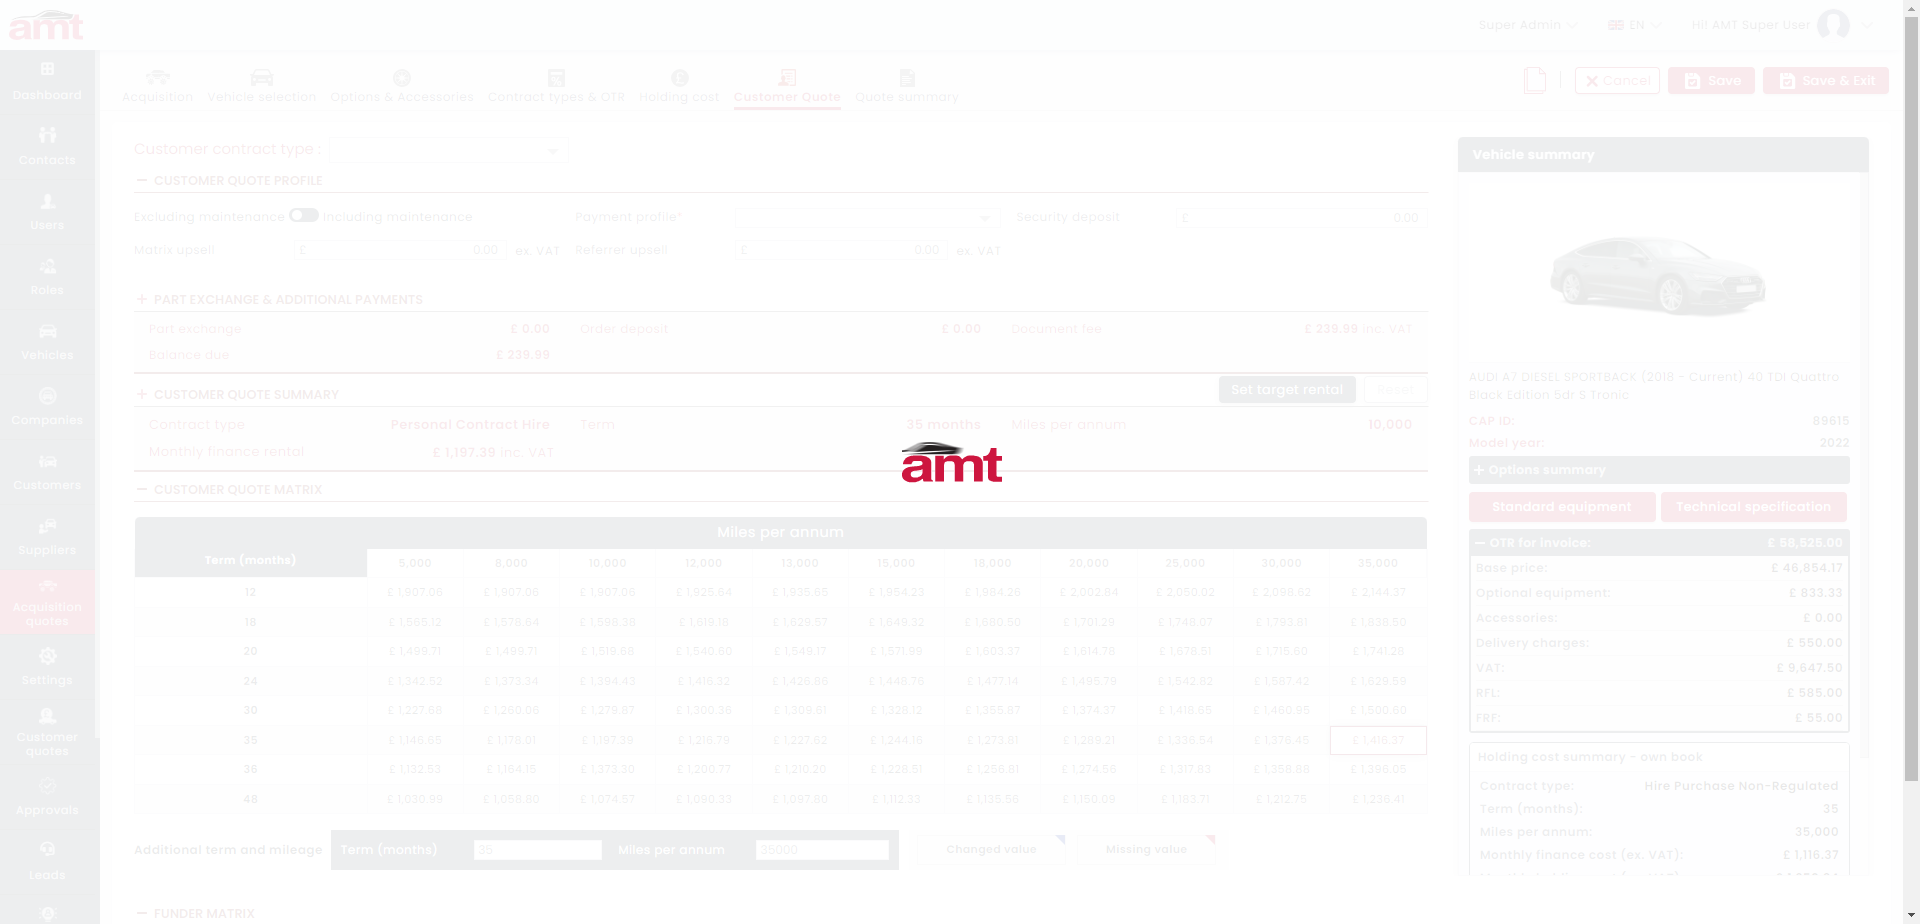 amt
Super Admin
EN
Hi! AMT Super User
Dashboard
Contacts
Users
Roles
Vehicles
Companies
Customers
Suppliers
Acquisition
quotes
Settings
Customer
quotes
Approvals
Leads
Acquisition
Vehicle selection
Options & Accessories
Contract types & OTR
Holding cost
Customer Quote
Quote summary
Cancel
Save
Save & Exit
Customer contract type :
CUSTOMER QUOTE PROFILE
Excluding maintenance Including maintenance
Payment profile*
Security deposit £ 0.00
Matrix upsell £ 0.00 ex. VAT
Referrer upsell £ 0.00 ex. VAT
PART EXCHANGE & ADDITIONAL PAYMENTS
Part exchange £ 0.00 Order deposit £ 0.00 Document fee £ 239.99 inc. VAT
Balance due £ 239.99
CUSTOMER QUOTE SUMMARY
Set target rental Reset
Contract type Personal Contract Hire Term 35 months Miles per annum 10,000
Monthly finance rental £ 1,197.39 inc. VAT
amt
CUSTOMER QUOTE MATRIX
Miles per annum
Term (months) 5,000 8,000 10,000 12,000 13,000 15,000 18,000 20,000 25,000 30,000 35,000
12 £ 1,907.06 £ 1,907.06 £ 1,907.06 £ 1,925.64 £ 1,935.65 £ 1,954.23 £ 1,984.26 £ 2,002.84 £ 2,050.02 £ 2,098.62 £ 2,144.37
18 £ 1,565.12 £ 1,578.64 £ 1,598.38 £ 1,619.18 £ 1,629.57 £ 1,649.32 £ 1,680.50 £ 1,701.29 £ 1,748.07 £ 1,793.81 £ 1,838.50
20 £ 1,499.71 £ 1,499.71 £ 1,519.68 £ 1,540.60 £ 1,549.17 £ 1,571.99 £ 1,603.37 £ 1,614.78 £ 1,678.51 £ 1,715.60 £ 1,741.28
24 £ 1,342.52 £ 1,373.34 £ 1,394.43 £ 1,416.32 £ 1,426.86 £ 1,446.76 £ 1,477.14 £ 1,495.79 £ 1,542.82 £ 1,587.42 £ 1,629.59
30 £ 1,227.68 £ 1,260.06 £ 1,279.67 £ 1,300.36 £ 1,309.61 £ 1,328.12 £ 1,355.87 £ 1,374.37 £ 1,419.65 £ 1,460.95 £ 1,500.60
35 £ 1,146.65 £ 1,178.01 £ 1,197.39 £ 1,218.79 £ 1,227.62 £ 1,244.16 £ 1,273.81 £ 1,289.21 £ 1,336.54 £ 1,376.45 £ 1,416.37
36 £ 1,132.53 £ 1,164.15 £ 1,373.30 £ 1,200.77 £ 1,210.20 £ 1,228.51 £ 1,256.81 £ 1,274.56 £ 1,317.83 £ 1,358.88 £ 1,396.05
48 £ 1,030.99 £ 1,058.80 £ 1,074.57 £ 1,096.33 £ 1,097.60 £ 1,112.33 £ 1,135.58 £ 1,150.09 £ 1,183.71 £ 1,212.75 £ 1,236.41
Additional term and mileage Term (months) 35 Miles per annum 35000 Changed value Missing value
FUNDER MATRIX
Vehicle summary
AUDI A7 DIESEL SPORTBACK (2018 - Current) 40 TDI Quattro
Black Edition 5dr S Tronic
CAP ID: 89615
Model year: 2022
Options summary
Standard equipment
Technical specification
OTR for invoice: £ 58,525.00
Base price: £ 46,854.17
Optional equipment: £ 833.33
Accessories: £ 0.00
Delivery charges: £ 550.00
VAT: £ 9,647.50
RFL: £ 585.00
FRF: £ 55.00
Holding cost summary - own book
Contract type: Hire Purchase Non-Regulated
Term (months): 35
Miles per annum: 35,000
Monthly finance cost (ex. VAT): £ 1,116.37